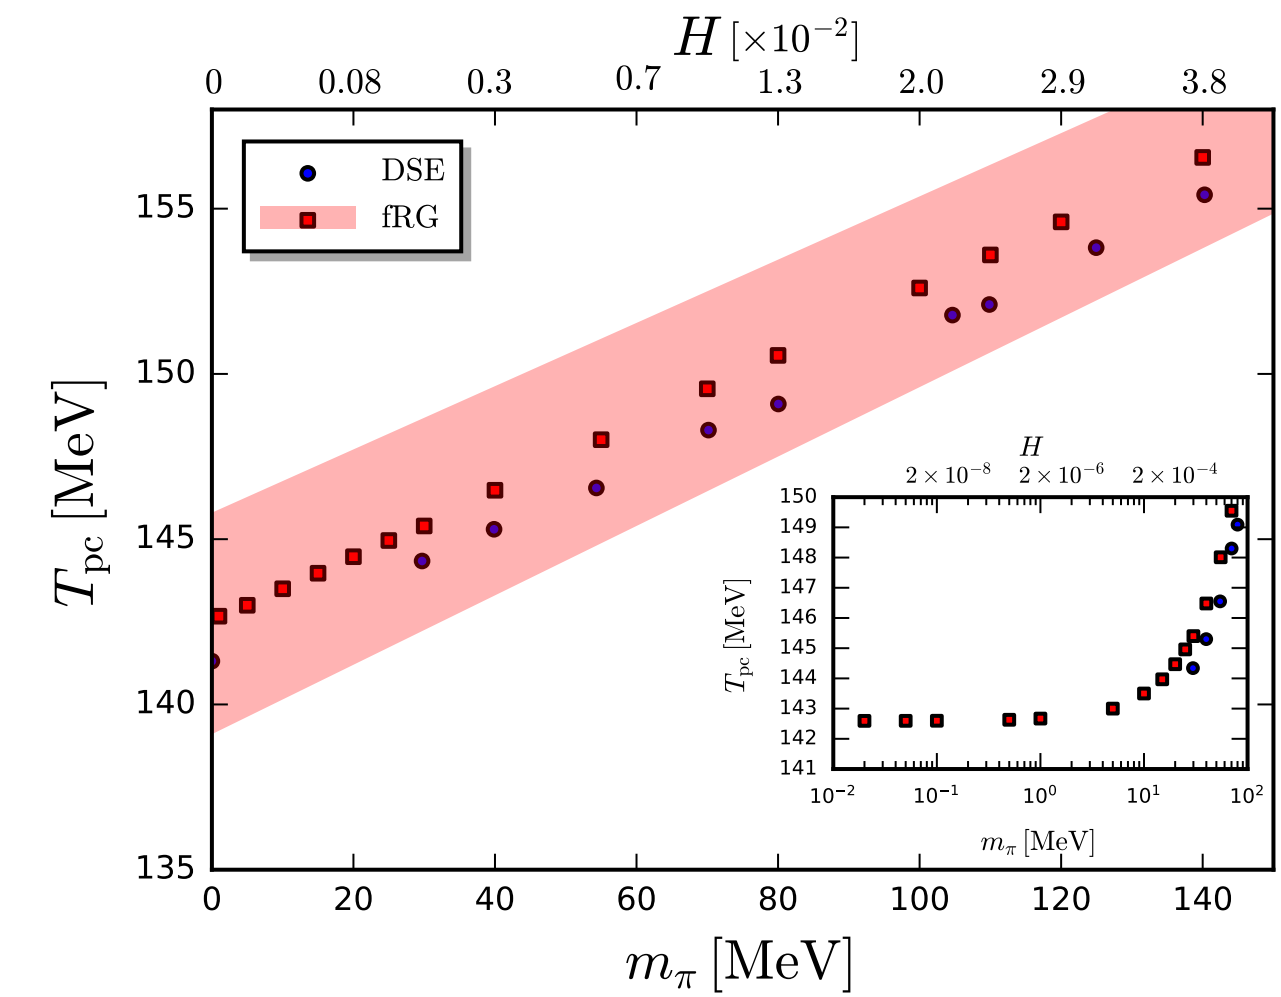 H [×10⁻²]
0 0.08 0.3 0.7 1.3 2.0 2.9 3.8
DSE
fRG
155
150
145
140
135
T_pc [MeV]
0 20 40 60 80 100 120 140
m_π [MeV]
H
2 × 10⁻⁸ 2 × 10⁻⁶ 2 × 10⁻⁴
150
149
148
147
146
145
144
143
142
141
T_pc [MeV]
10⁻² 10⁻¹ 10⁰ 10¹ 10²
m_π [MeV]